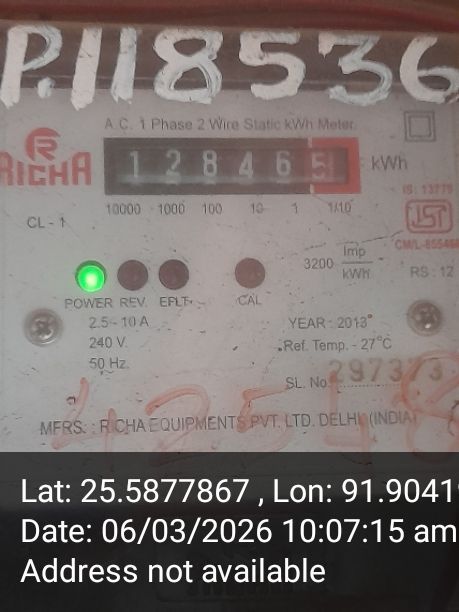 P.118536
A.C. 1 Phase 2 Wire Static kWh Meter.
RICHA
128465 kWh
10000 1000 100 10 1 1/10
IS: 13779
CL - 1
CM/L-85546
3200 Imp/kWh
RS : 12
POWER REV. EFLT. CAL
2.5 - 10 A
240 V.
50 Hz.
YEAR : 2013
Ref. Temp. - 27°C
SL. No. 297373
MFRS. : RICHA EQUIPMENTS PVT. LTD. DELHI (INDIA)
Lat: 25.5877867 , Lon: 91.9041
Date: 06/03/2026 10:07:15 am
Address not available